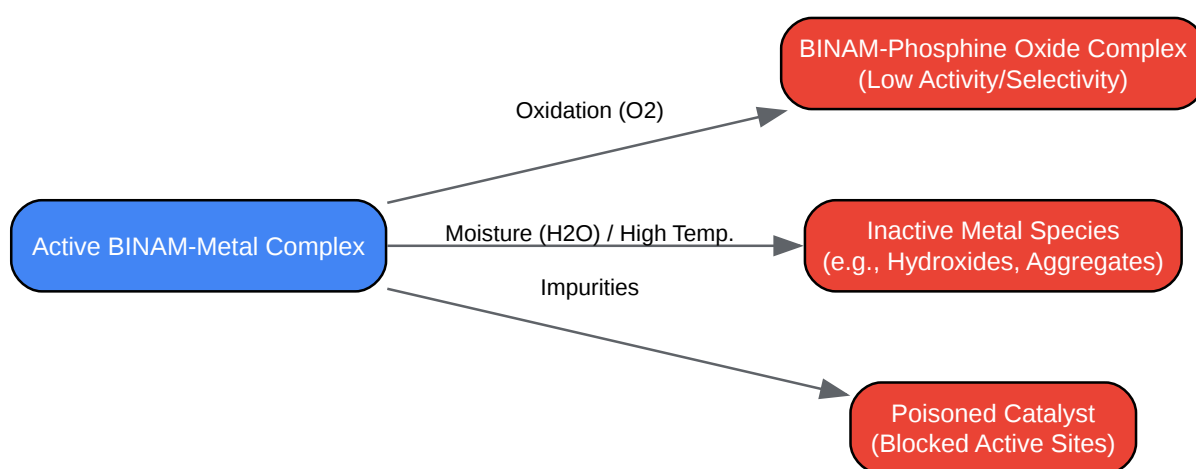 BINAM-Phosphine Oxide Complex
(Low Activity/Selectivity)
Oxidation (O2)
Active BINAM-Metal Complex
Moisture (H2O) / High Temp.
Inactive Metal Species
(e.g., Hydroxides, Aggregates)
Impurities
Poisoned Catalyst
(Blocked Active Sites)